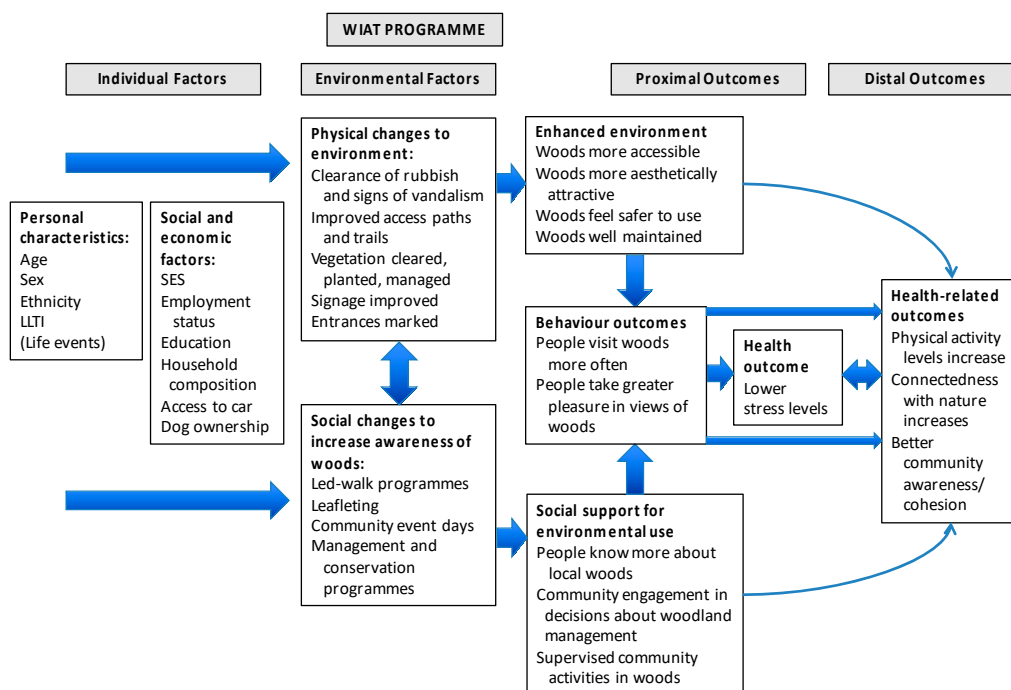 WIAT PROGRAMME
Individual Factors
Environmental Factors
Proximal Outcomes
Distal Outcomes
Personal
characteristics:
Age
Sex
Ethnicity
LLTI
(Life events)
Social and
economic
factors:
SES
Employment
status
Education
Household
composition
Access to car
Dog ownership
Physical changes to
environment:
Clearance of rubbish
and signs of vandalism
Improved access paths
and trails
Vegetation cleared,
planted, managed
Signage improved
Entrances marked
Social changes to
increase awareness of
woods:
Led-walk programmes
Leafleting
Community event days
Management and
conservation
programmes
Enhanced environment
Woods more accessible
Woods more aesthetically
attractive
Woods feel safer to use
Woods well maintained
Behaviour outcomes
People visit woods
more often
People take greater
pleasure in views of
woods
Social support for
environmental use
People know more about
local woods
Community engagement in
decisions about woodland
management
Supervised community
activities in woods
Health
outcome
Lower
stress levels
Health-related
outcomes
Physical activity
levels increase
Connectedness
with nature
increases
Better
community
awareness/
cohesion